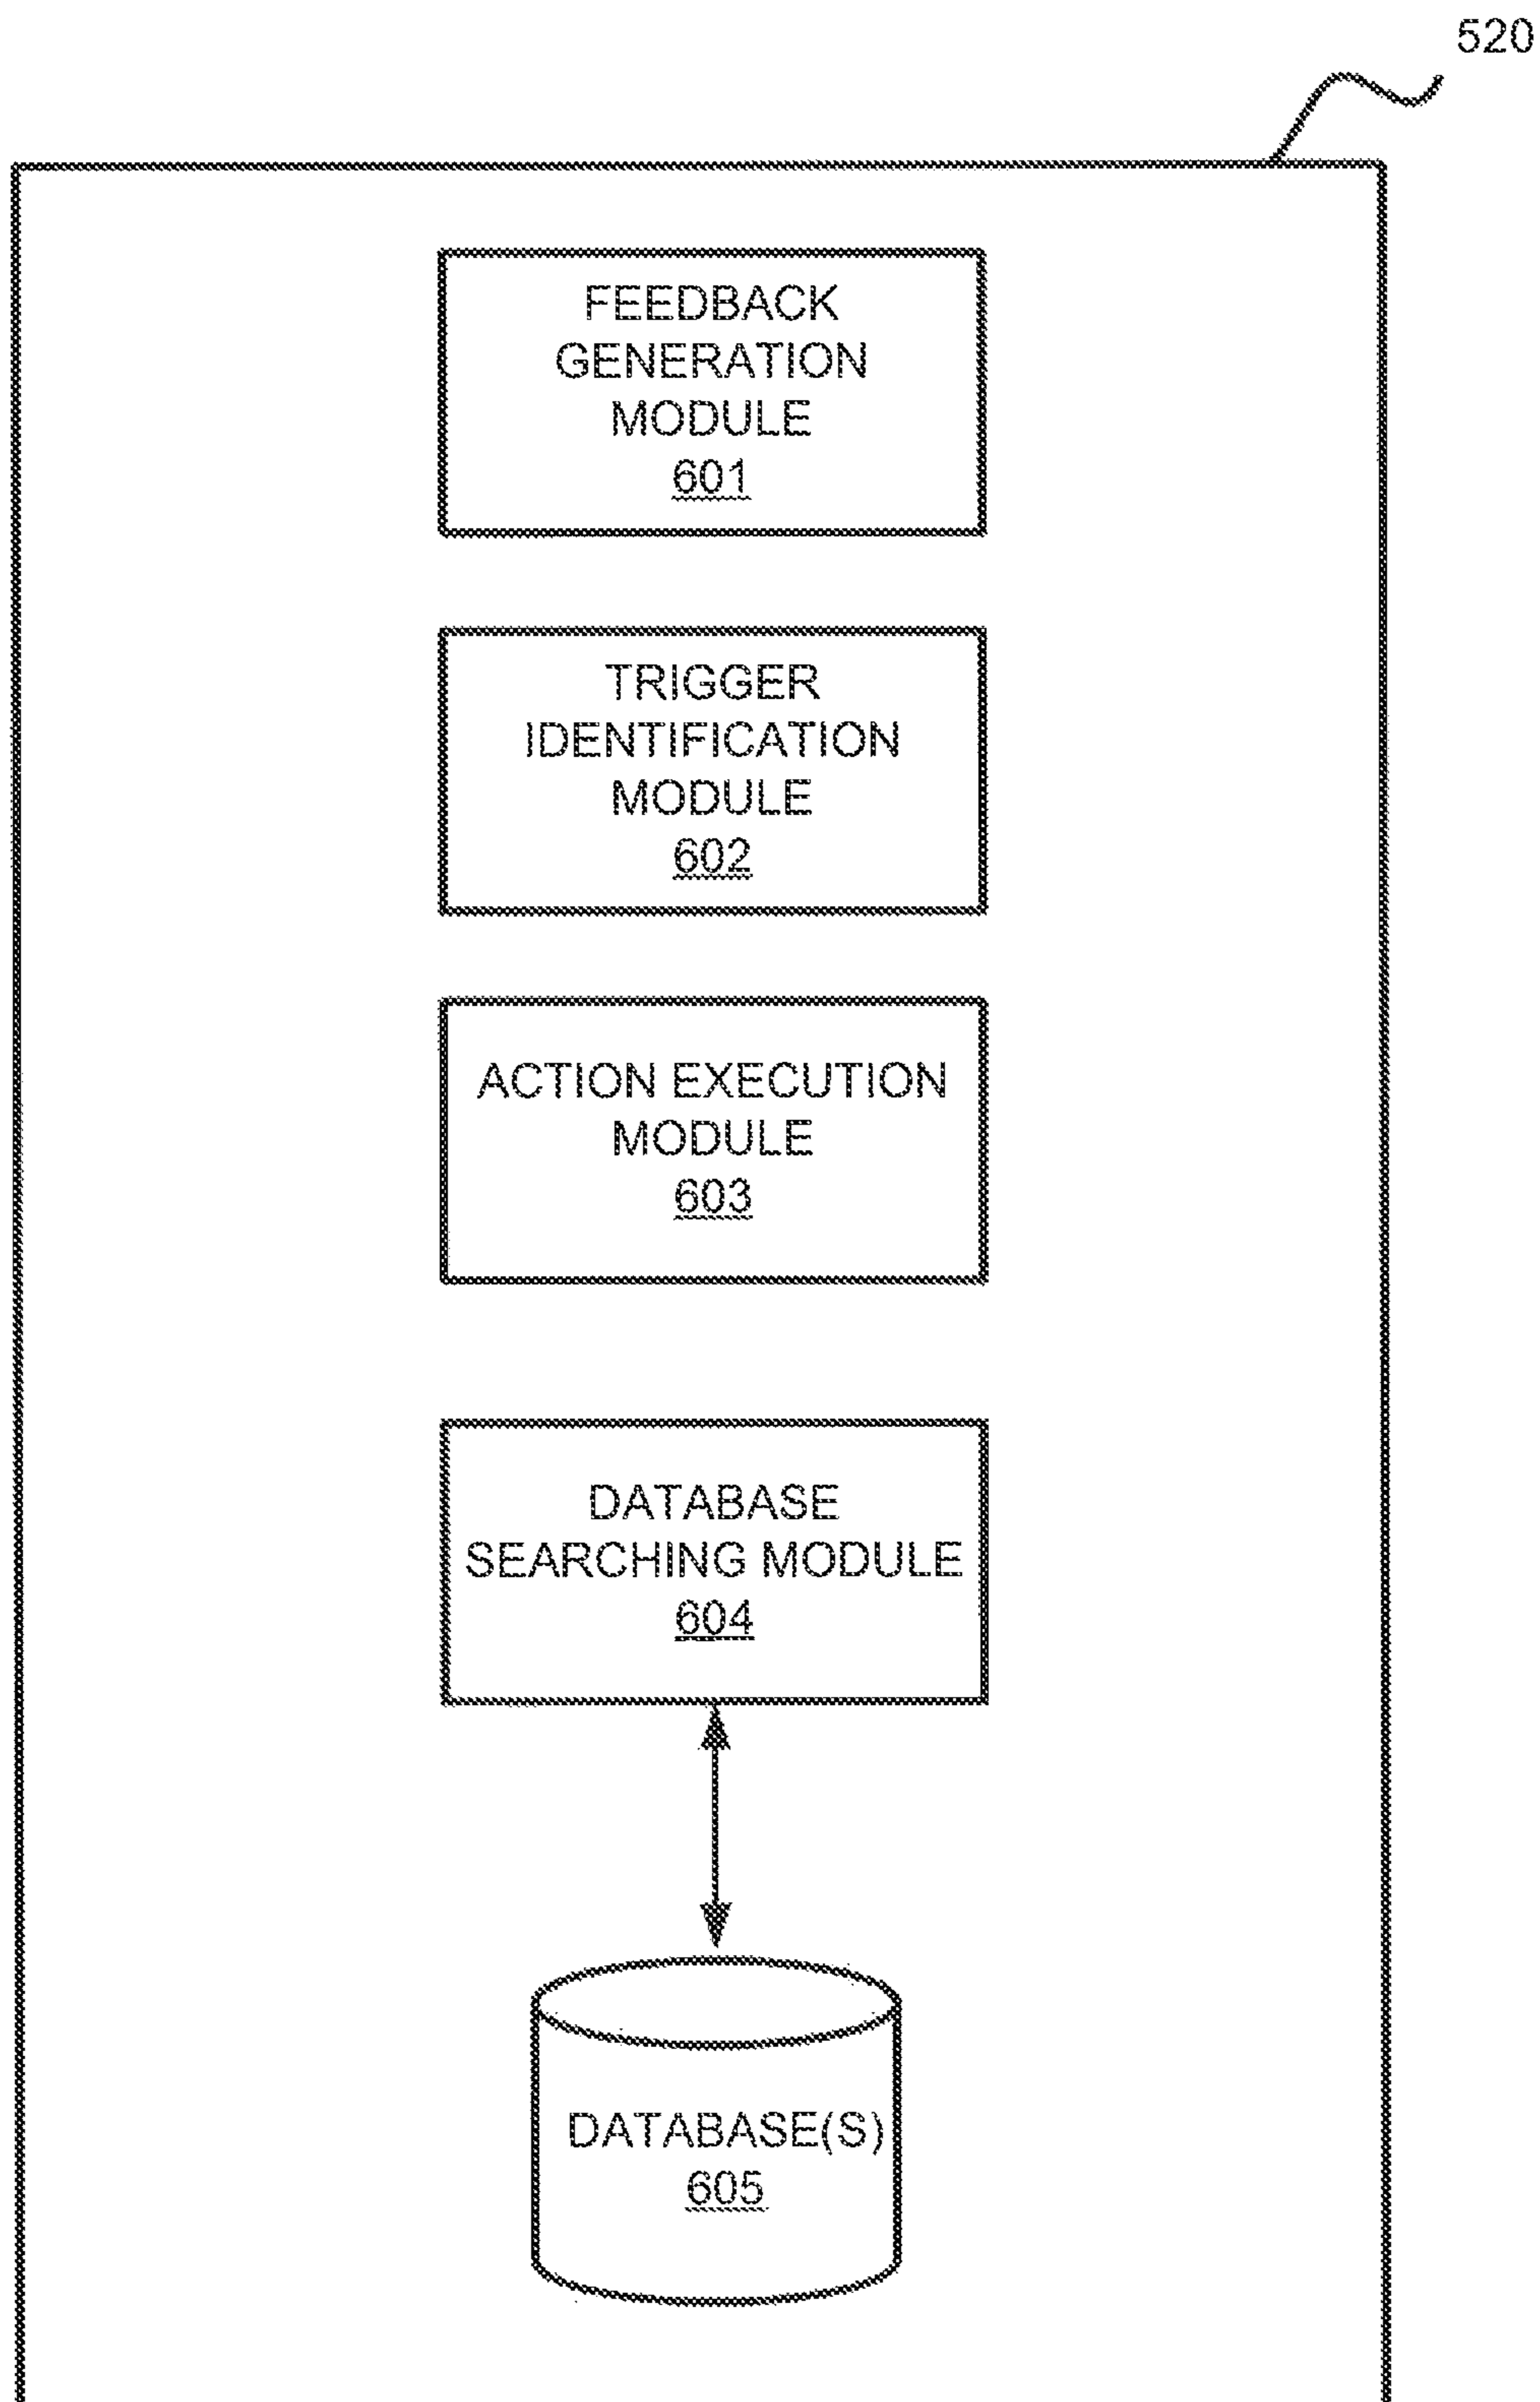 520
FEEDBACK
GENERATION
MODULE
601
TRIGGER
IDENTIFICATION
MODULE
602
ACTION EXECUTION
MODULE
603
DATABASE
SEARCHING MODULE
604
DATABASE(S)
605